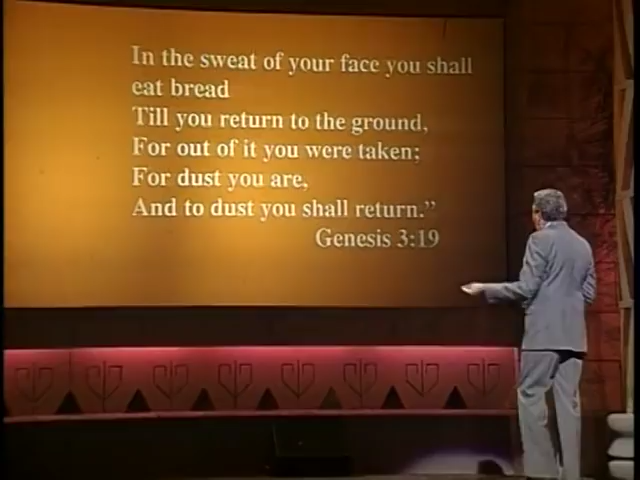 In the sweat of your face you shall
eat bread
Till you return to the ground,
For out of it you were taken;
For dust you are,
And to dust you shall return.”
Genesis 3:19